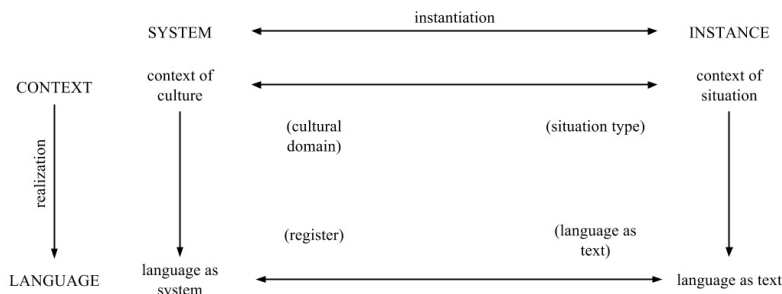 instantiation
SYSTEM
INSTANCE
CONTEXT
context of
culture
context of
situation
(cultural
domain)
(situation type)
realization
(register)
(language as
text)
LANGUAGE
language as
system
language as text